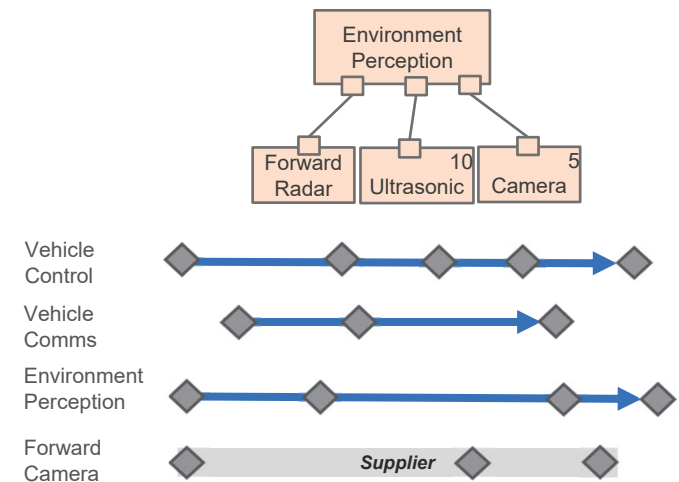 Environment
Perception
Forward
Radar
10
Ultrasonic
5
Camera
Vehicle
Control
Vehicle
Comms
Environment
Perception
Forward
Camera
Supplier